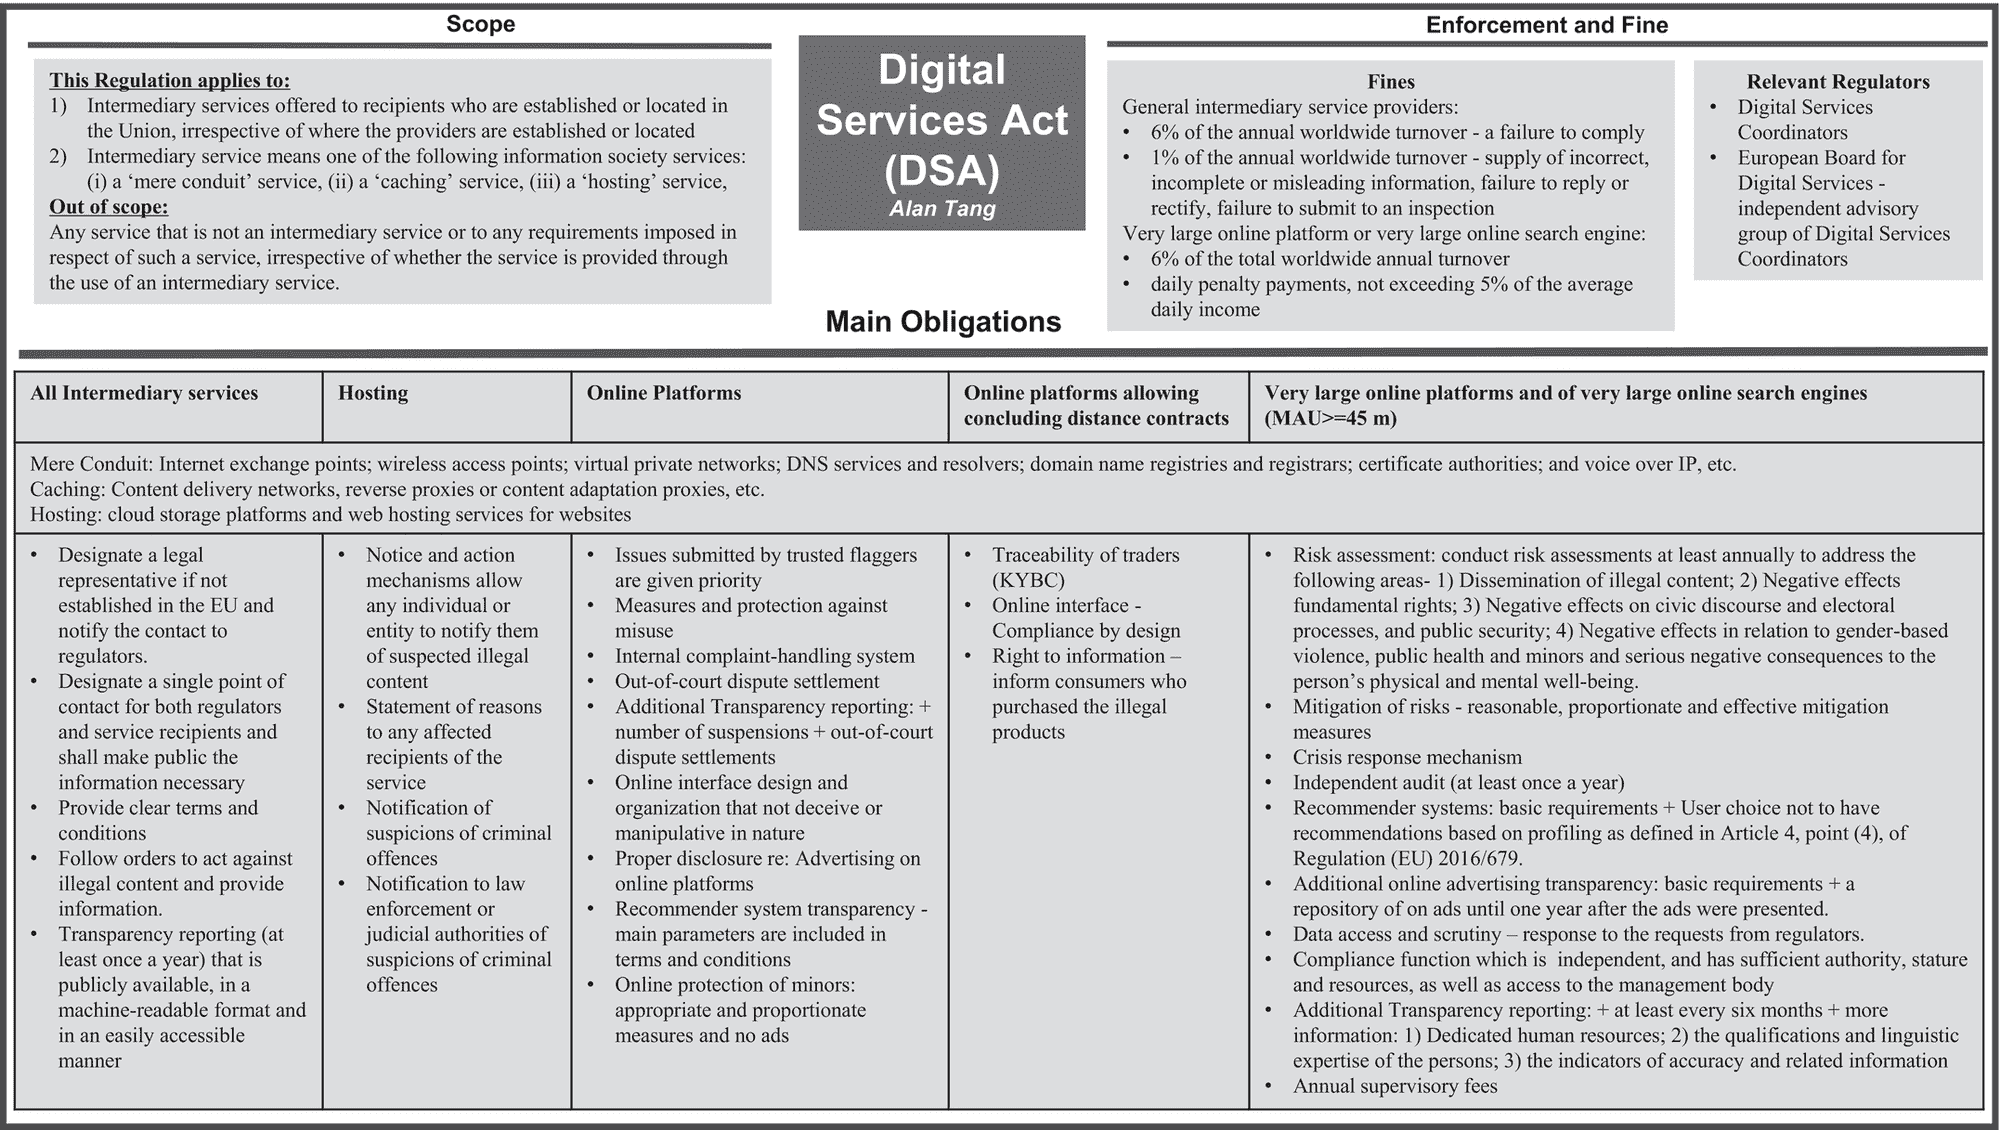 Scope
This Regulation applies to:
1) Intermediary services offered to recipients who are established or located in
the Union, irrespective of where the providers are established or located
2) Intermediary service means one of the following information society services:
(i) a ‘mere conduit’ service, (ii) a ‘caching’ service, (iii) a ‘hosting’ service,
Out of scope:
Any service that is not an intermediary service or to any requirements imposed in
respect of such a service, irrespective of whether the service is provided through
the use of an intermediary service.
Digital
Services Act
(DSA)
Alan Tang
Enforcement and Fine
Fines
General intermediary service providers:
• 6% of the annual worldwide turnover - a failure to comply
• 1% of the annual worldwide turnover - supply of incorrect,
incomplete or misleading information, failure to reply or
rectify, failure to submit to an inspection
Very large online platform or very large online search engine:
• 6% of the total worldwide annual turnover
• daily penalty payments, not exceeding 5% of the average
daily income
Relevant Regulators
• Digital Services
Coordinators
• European Board for
Digital Services -
independent advisory
group of Digital Services
Coordinators
Main Obligations
All Intermediary services
Hosting
Online Platforms
Online platforms allowing
concluding distance contracts
Very large online platforms and of very large online search engines
(MAU>=45 m)
Mere Conduit: Internet exchange points; wireless access points; virtual private networks; DNS services and resolvers; domain name registries and registrars; certificate authorities; and voice over IP, etc.
Caching: Content delivery networks, reverse proxies or content adaptation proxies, etc.
Hosting: cloud storage platforms and web hosting services for websites
• Designate a legal
representative if not
established in the EU and
notify the contact to
regulators.
• Designate a single point of
contact for both regulators
and service recipients and
shall make public the
information necessary
• Provide clear terms and
conditions
• Follow orders to act against
illegal content and provide
information.
• Transparency reporting (at
least once a year) that is
publicly available, in a
machine-readable format and
in an easily accessible
manner
• Notice and action
mechanisms allow
any individual or
entity to notify them
of suspected illegal
content
• Statement of reasons
to any affected
recipients of the
service
• Notification of
suspicions of criminal
offences
• Notification to law
enforcement or
judicial authorities of
suspicions of criminal
offences
• Issues submitted by trusted flaggers
are given priority
• Measures and protection against
misuse
• Internal complaint-handling system
• Out-of-court dispute settlement
• Additional Transparency reporting: +
number of suspensions + out-of-court
dispute settlements
• Online interface design and
organization that not deceive or
manipulative in nature
• Proper disclosure re: Advertising on
online platforms
• Recommender system transparency -
main parameters are included in
terms and conditions
• Online protection of minors:
appropriate and proportionate
measures and no ads
• Traceability of traders
(KYBC)
• Online interface -
Compliance by design
• Right to information –
inform consumers who
purchased the illegal
products
• Risk assessment: conduct risk assessments at least annually to address the
following areas- 1) Dissemination of illegal content; 2) Negative effects
fundamental rights; 3) Negative effects on civic discourse and electoral
processes, and public security; 4) Negative effects in relation to gender-based
violence, public health and minors and serious negative consequences to the
person’s physical and mental well-being.
• Mitigation of risks - reasonable, proportionate and effective mitigation
measures
• Crisis response mechanism
• Independent audit (at least once a year)
• Recommender systems: basic requirements + User choice not to have
recommendations based on profiling as defined in Article 4, point (4), of
Regulation (EU) 2016/679.
• Additional online advertising transparency: basic requirements + a
repository of on ads until one year after the ads were presented.
• Data access and scrutiny – response to the requests from regulators.
• Compliance function which is independent, and has sufficient authority, stature
and resources, as well as access to the management body
• Additional Transparency reporting: + at least every six months + more
information: 1) Dedicated human resources; 2) the qualifications and linguistic
expertise of the persons; 3) the indicators of accuracy and related information
• Annual supervisory fees